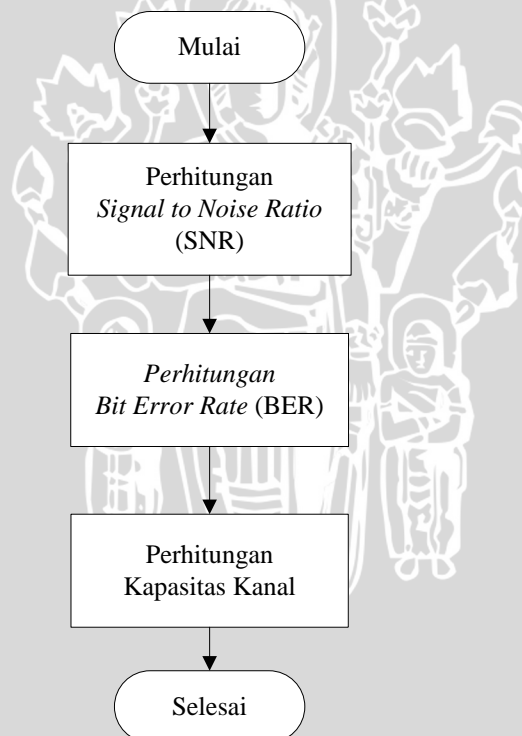 Mulai
Perhitungan
Signal to Noise Ratio
(SNR)
Perhitungan
Bit Error Rate (BER)
Perhitungan
Kapasitas Kanal
Selesai